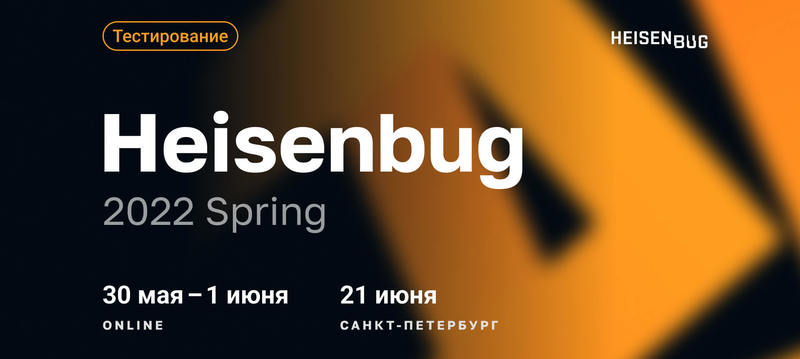 Тестирование
HEISENBUG
Heisenbug
2022 Spring
30 мая – 1 июня
ONLINE
21 июня
САНКТ-ПЕТЕРБУРГ